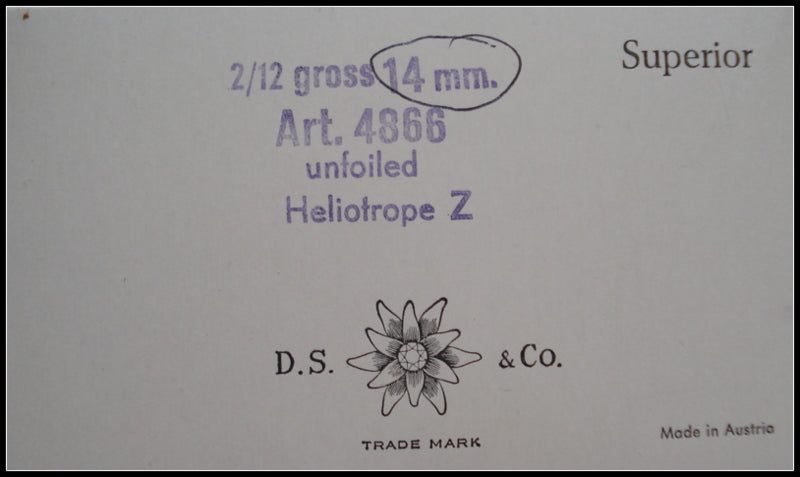 Superior
2/12 gross 14 mm.
Art. 4866
unfoiled
Heliotrope Z
D.S. & Co.
TRADE MARK
Made in Austria